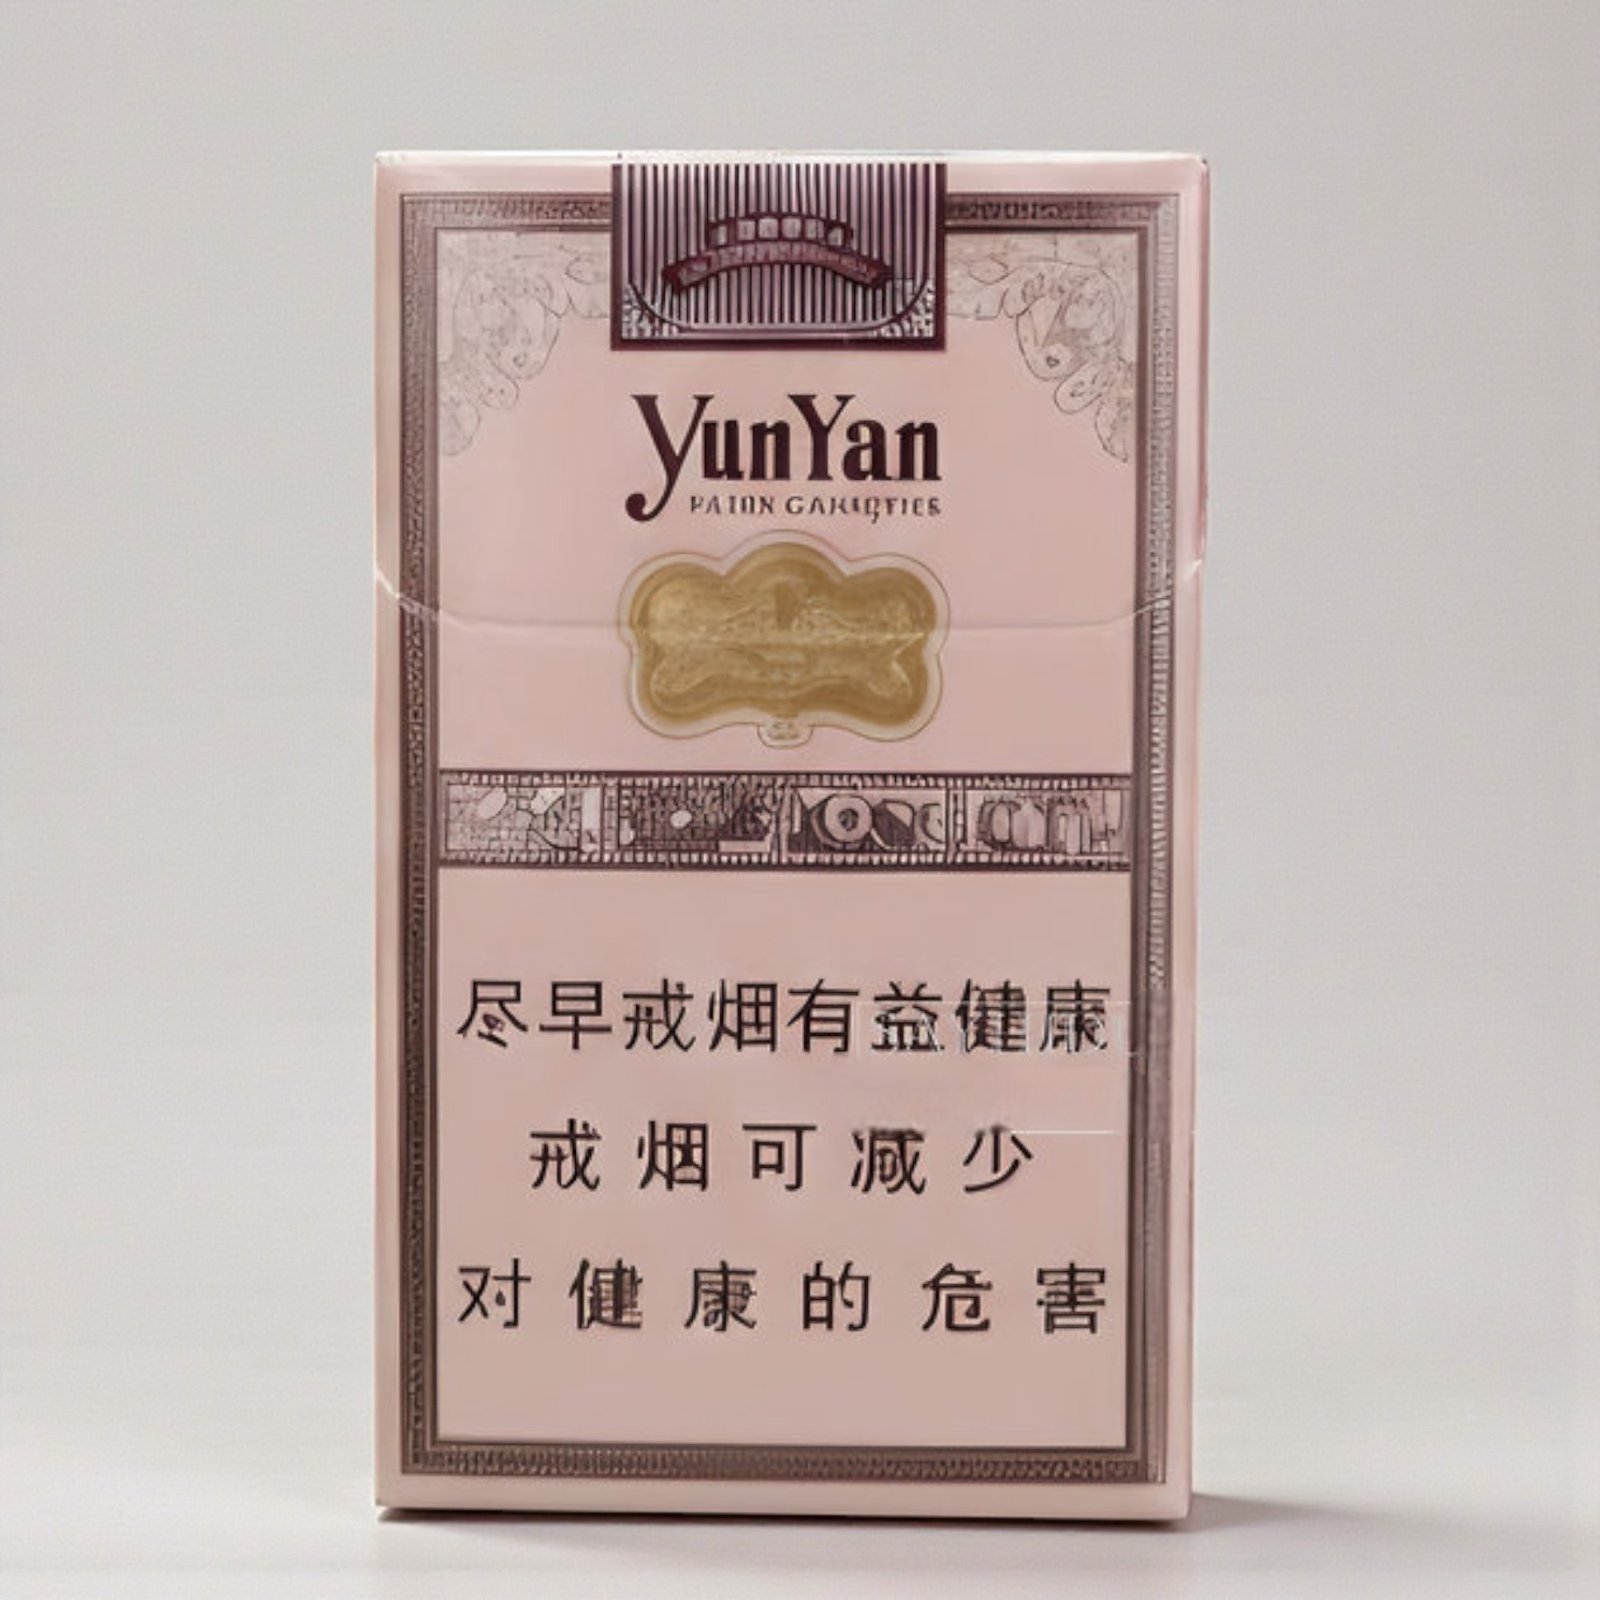 YunYan
尽早戒烟有益健康
戒烟可减少
对健康的危害